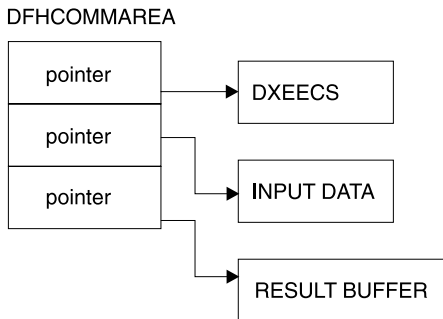 DFHCOMMAREA
pointer
DXEECS
pointer
INPUT DATA
pointer
RESULT BUFFER